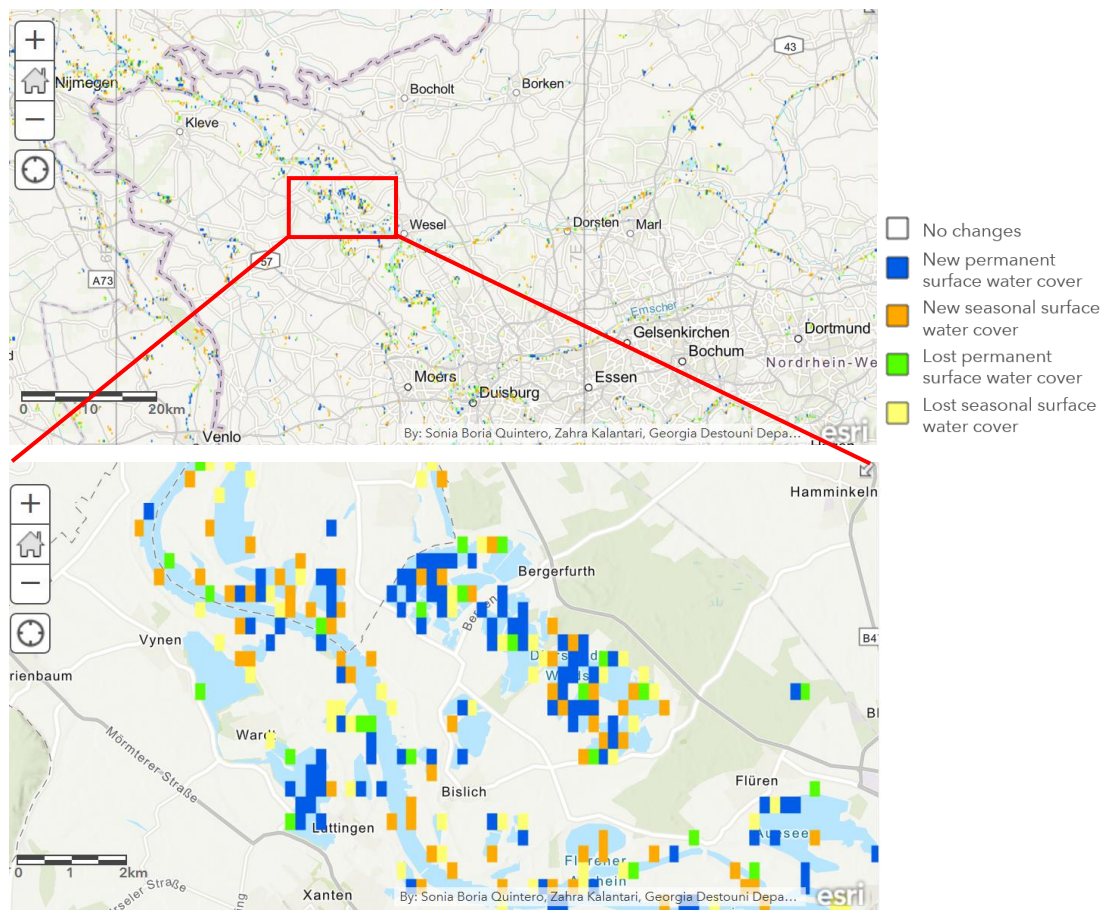 43
Nijmegen
Bocholt
Borken
Kleve
Wesel
Dorsten
Marl
57
7E
A73
Emscher
Gelsenkirchen
Dortmund
Bochum
Nordrhein-We
Moers
Duisburg
Essen
0 10 20km
Venlo
By: Sonia Boria Quintero, Zahra Kalantari, Georgia Destouni Depa…
esri
No changes
New permanent
surface water cover
New seasonal surface
water cover
Lost permanent
surface water cover
Lost seasonal surface
water cover
Hamminkeln
Bergerfurth
Vynen
rienbaum
B4
Mörmterer-Straße
Bislich
Flüren
Lüttingen
0 1 2km
Xanten
By: Sonia Boria Quintero, Zahra Kalantari, Georgia Destouni Depa…
esri